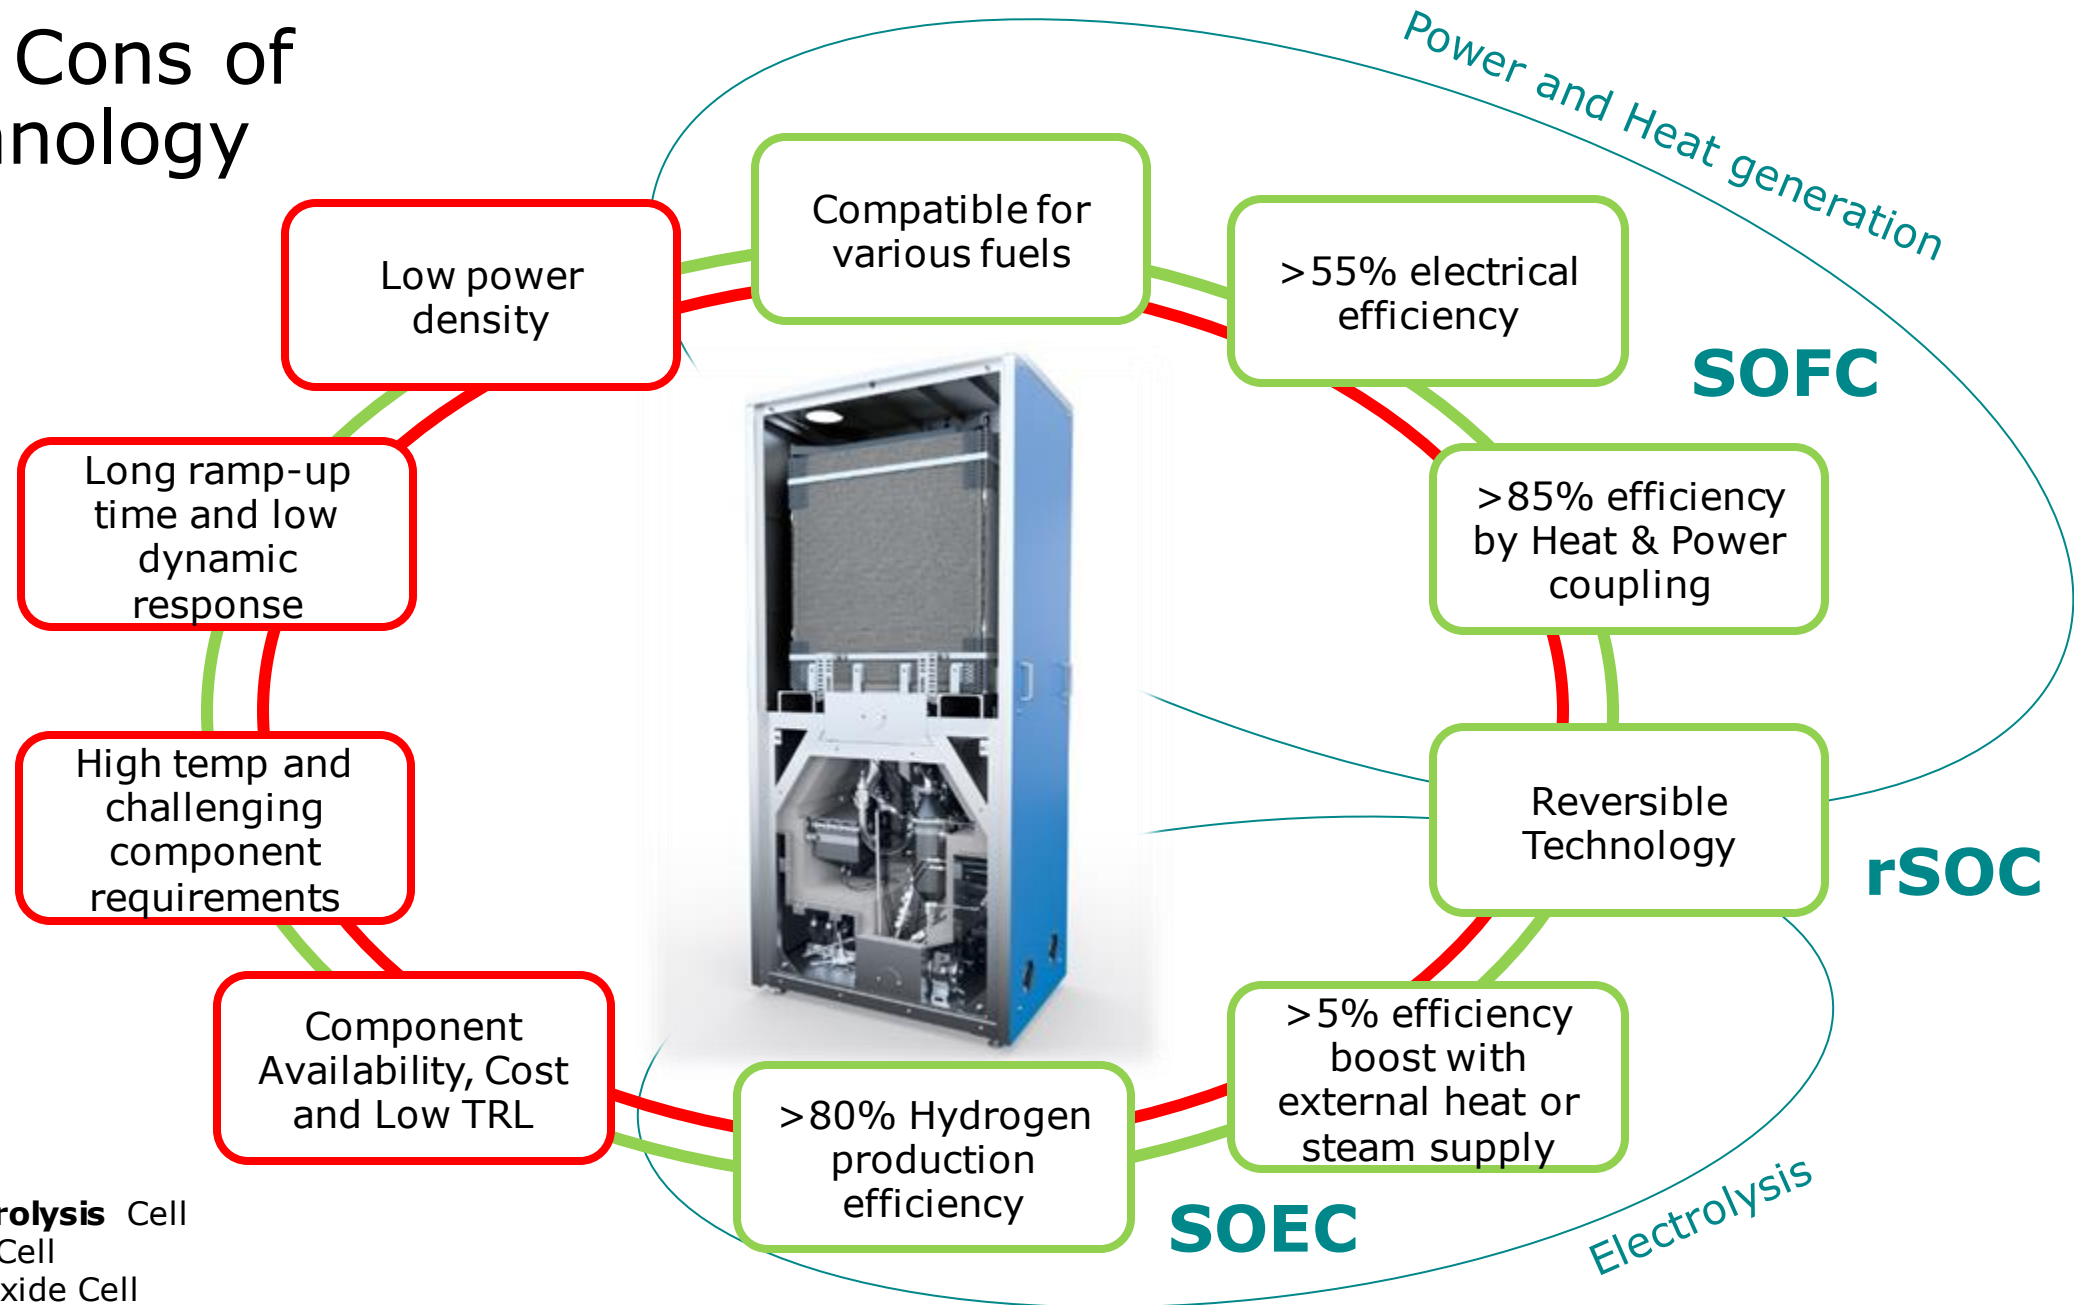 Cons of
Power and Heat generation
Compatible for
various fuels
>55% electrical
efficiency
SOFC
>85% efficiency
by Heat & Power
coupling
Reversible
Technology
rSOC
>5% efficiency
boost with
external heat or
steam supply
Electrolysis
SOEC
>80% Hydrogen
production
efficiency
Component
Availability, Cost
and Low TRL
High temp and
challenging
component
requirements
Long ramp-up
time and low
dynamic
response
Low power
density
Cell
Cell
Cell